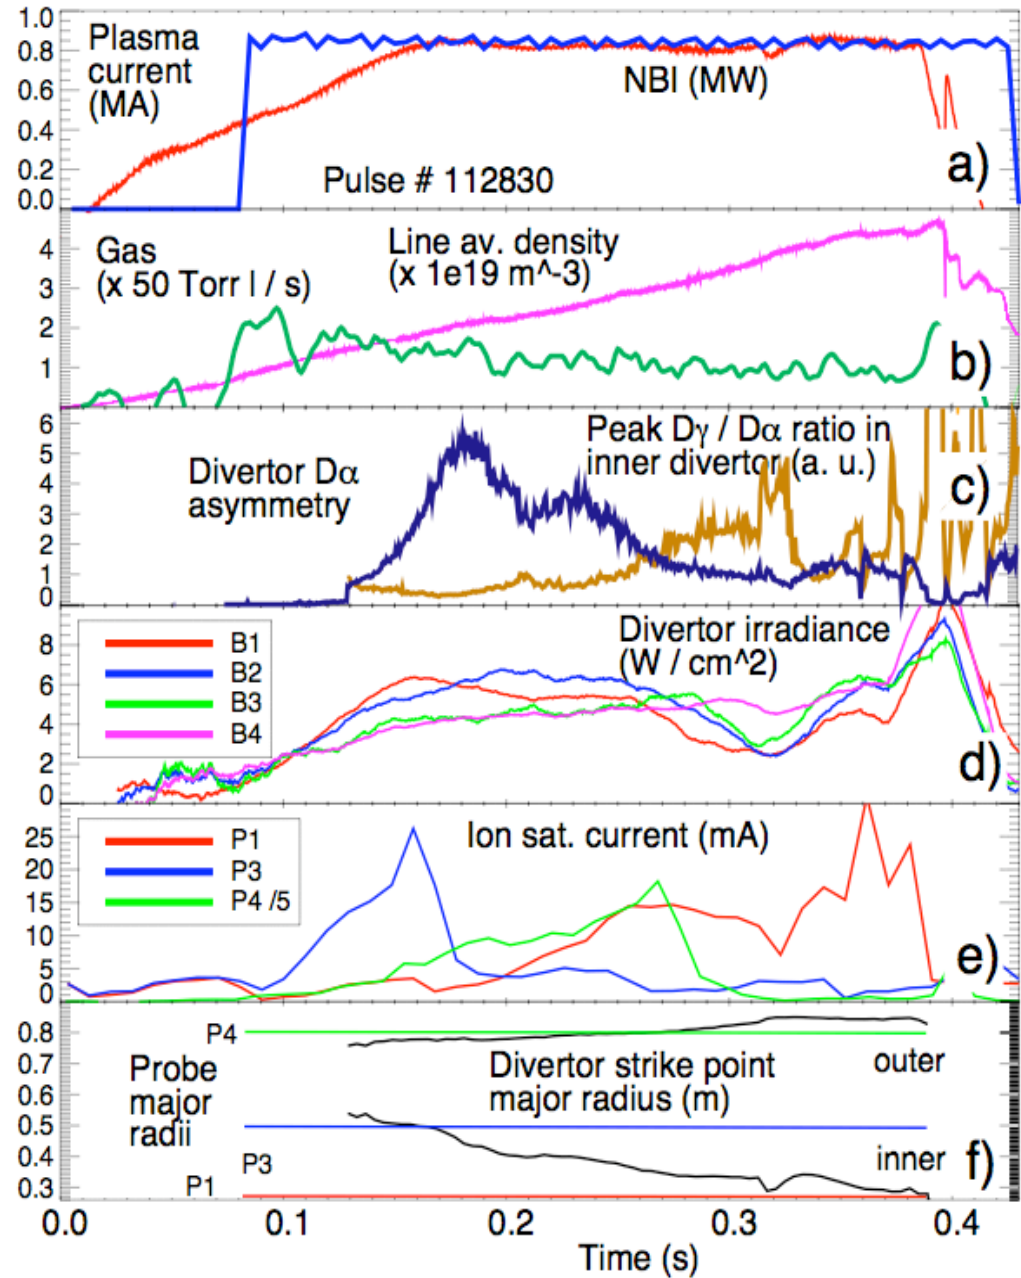 1.0
0.8
0.6
0.4
0.2
0.0
Plasma
current
(MA)
NBI (MW)
Pulse # 112830
a)
4
3
2
1
Gas
(x 50 Torr l / s)
Line av. density
(x 1e19 m^-3)
b)
6
5
4
3
2
1
0
Divertor Dα
asymmetry
Peak Dγ / Dα ratio in
inner divertor (a. u.)
c)
8
6
4
2
0
B1
B2
B3
B4
Divertor irradiance
(W / cm^2)
d)
25
20
15
10
5
0
P1
P3
P4 /5
Ion sat. current (mA)
e)
0.8
0.7
0.6
0.5
0.4
0.3
P4
Probe
major
radii
P3
P1
Divertor strike point
major radius (m)
outer
inner
f)
0.0 0.1 0.2 0.3 0.4
Time (s)